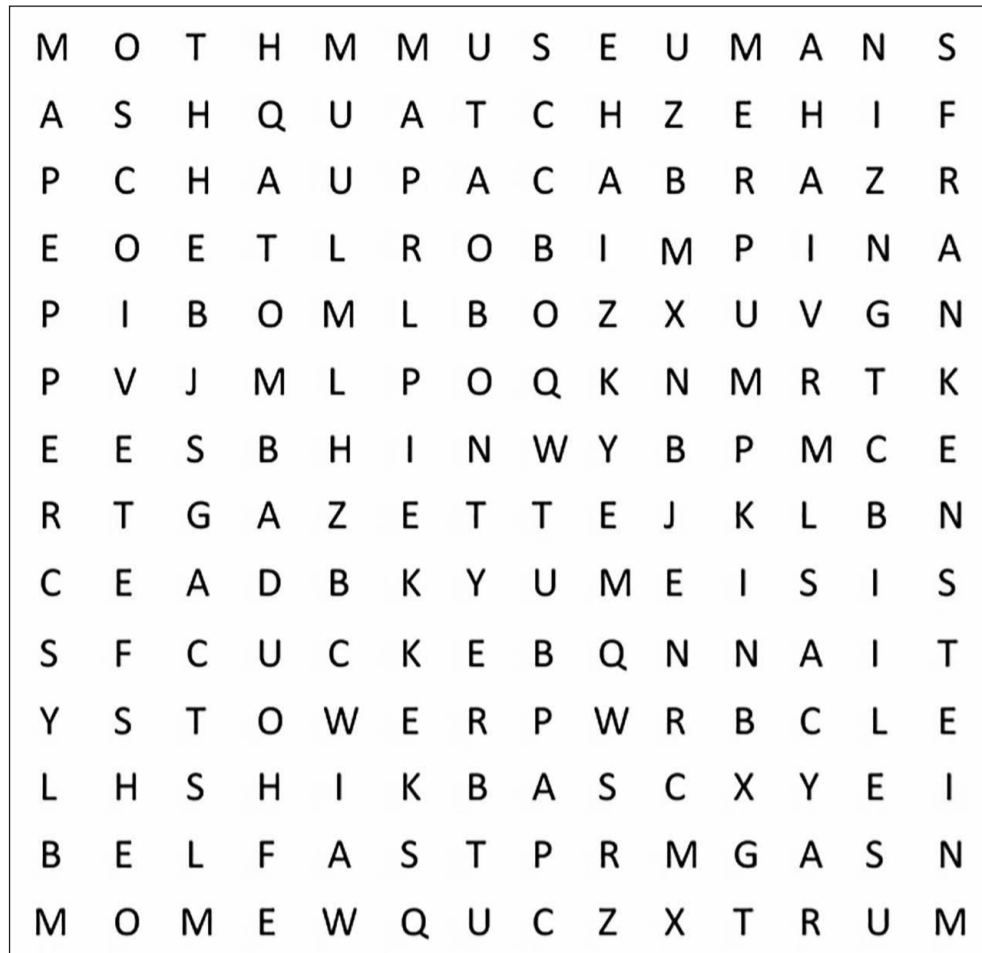 M O T H M M U S E U M A N S
A S H Q U A T C H Z E H I F
P C H A U P A C A B R A Z R
E O E T L R O B I M P I N A
P I B O M L B O Z X U V G N
P V J M L P O Q K N M R T K
E E S B H I N W Y B P M C E
R T G A Z E T T E J K L B N
C E A D B K Y U M E I S I S
S F C U C K E B Q N N A I T
Y S T O W E R P W R B C L E
L H S H I K B A S C X Y E I
B E L F A S T P R M G A S N
M O M E W Q U C Z X T R U M